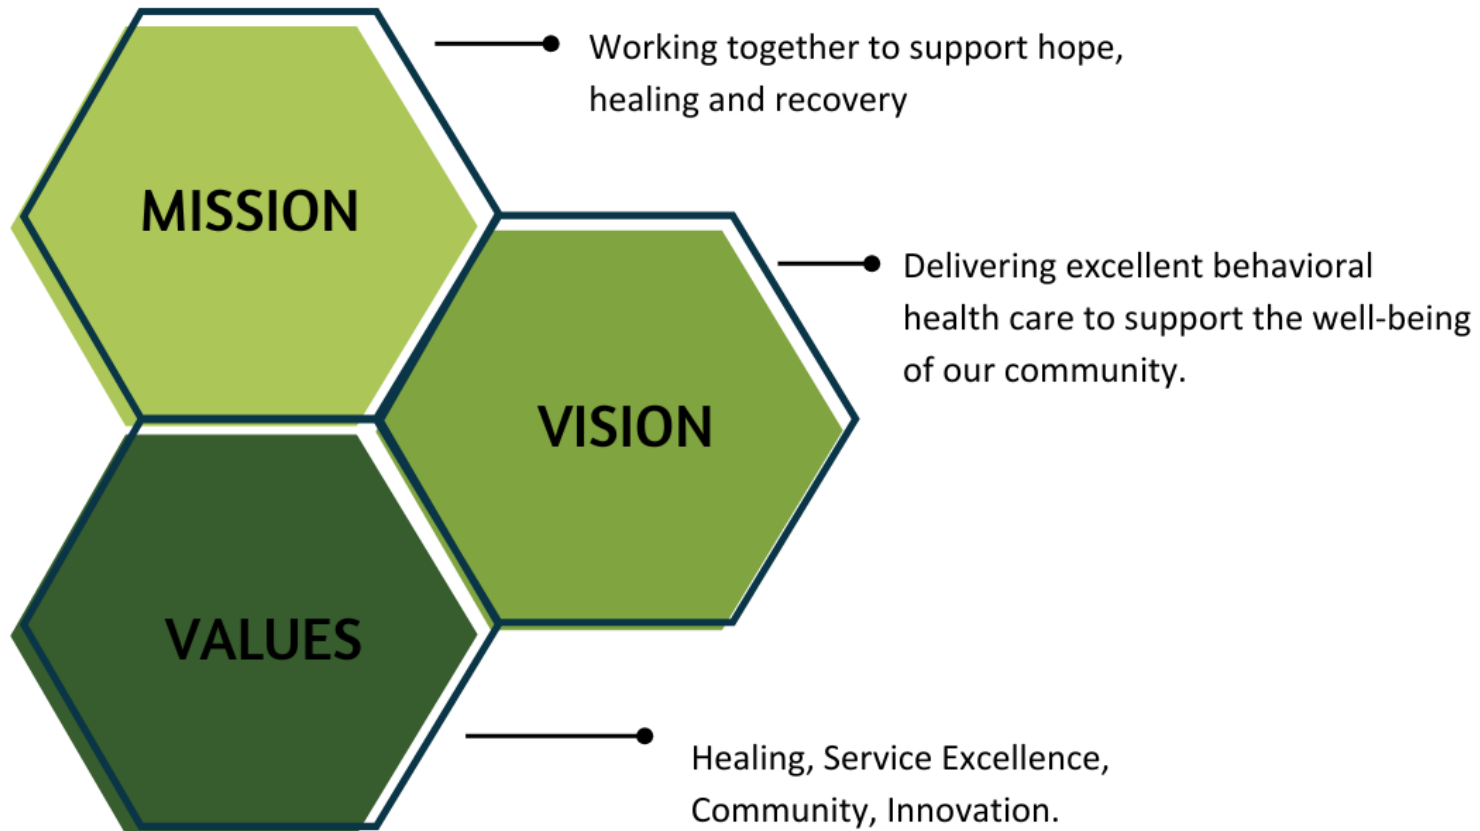 MISSION
Working together to support hope,
healing and recovery
VISION
Delivering excellent behavioral
health care to support the well-being
of our community.
VALUES
Healing, Service Excellence,
Community, Innovation.